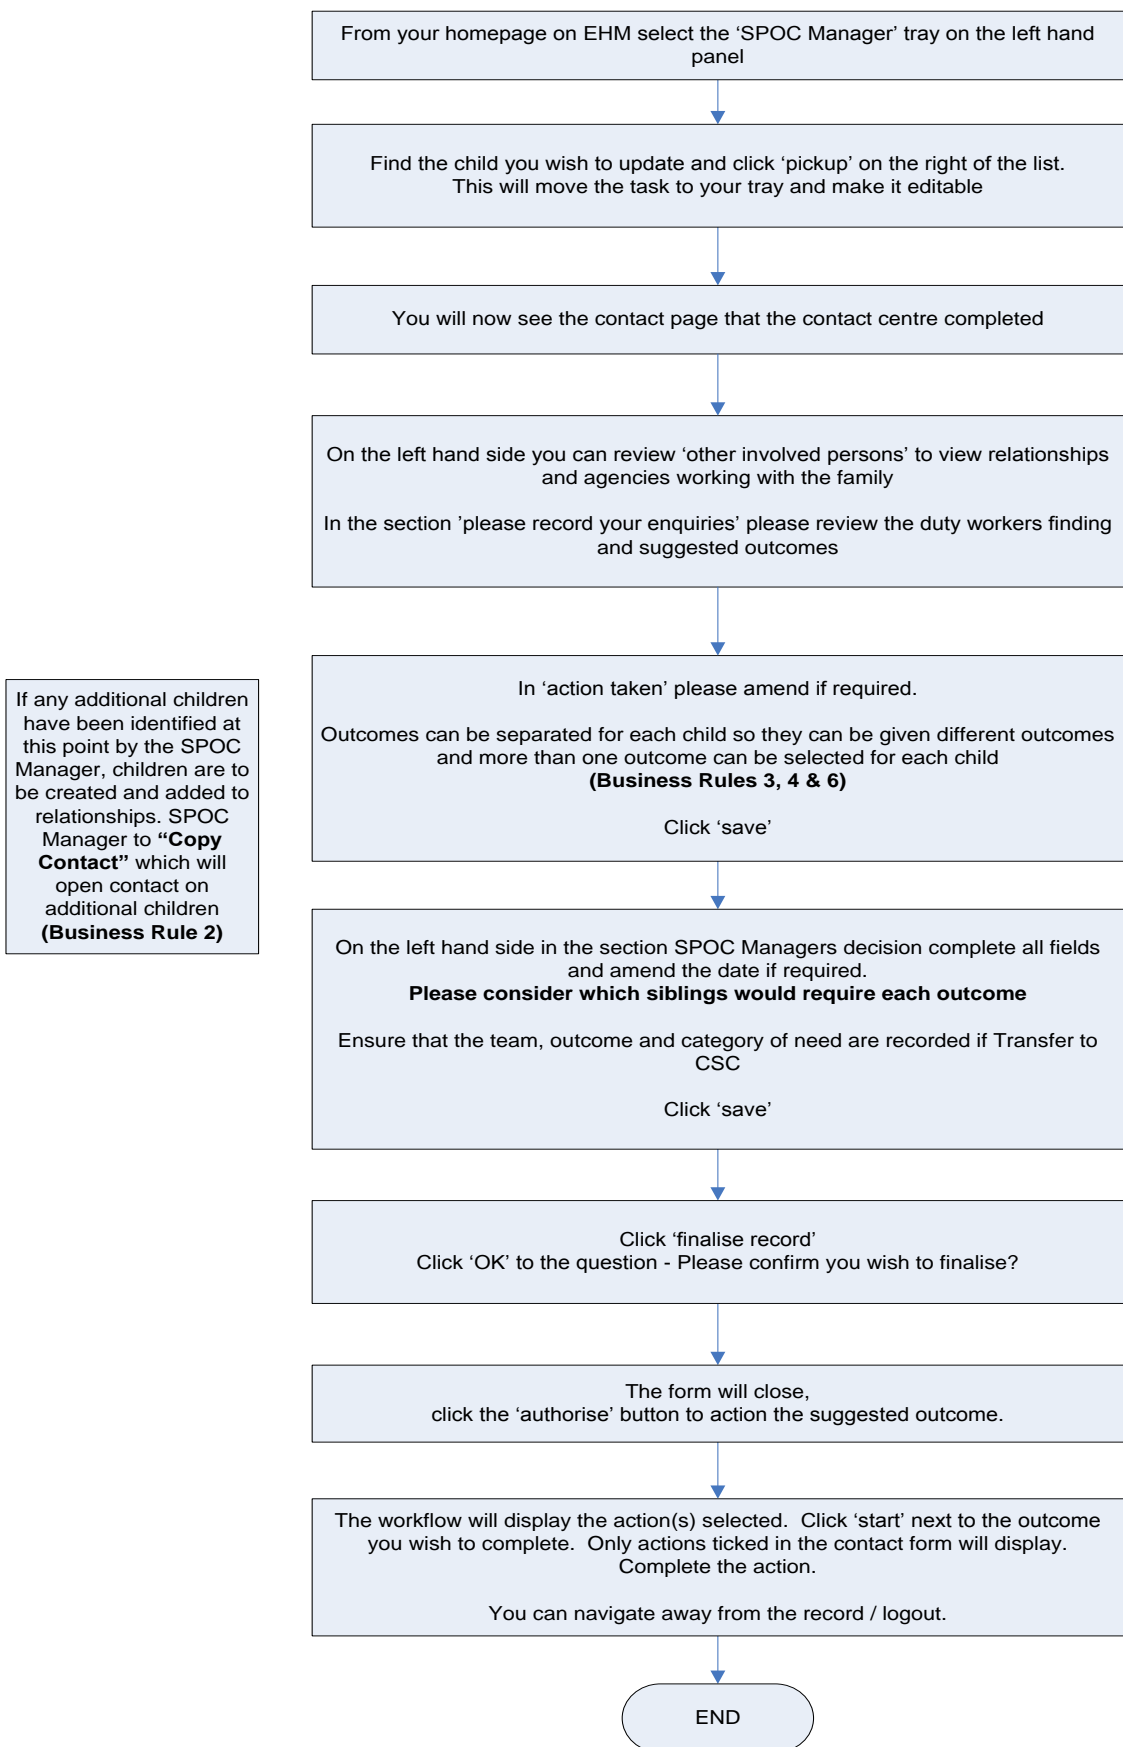 From your homepage on EHM select the ‘SPOC Manager’ tray on the left hand
panel
Find the child you wish to update and click ‘pickup’ on the right of the list.
This will move the task to your tray and make it editable
You will now see the contact page that the contact centre completed
On the left hand side you can review ‘other involved persons’ to view relationships
and agencies working with the family
In the section ’please record your enquiries’ please review the duty workers finding
and suggested outcomes
If any additional children
have been identified at
this point by the SPOC
Manager, children are to
be created and added to
relationships. SPOC
Manager to “Copy
Contact” which will
open contact on
additional children
(Business Rule 2)
In ‘action taken’ please amend if required.
Outcomes can be separated for each child so they can be given different outcomes
and more than one outcome can be selected for each child
(Business Rules 3, 4 & 6)
Click ‘save’
On the left hand side in the section SPOC Managers decision complete all fields
and amend the date if required.
Please consider which siblings would require each outcome
Ensure that the team, outcome and category of need are recorded if Transfer to
CSC
Click ‘save’
Click ‘finalise record’
Click ‘OK’ to the question - Please confirm you wish to finalise?
The form will close,
click the ‘authorise’ button to action the suggested outcome.
The workflow will display the action(s) selected.  Click ‘start’ next to the outcome
you wish to complete.  Only actions ticked in the contact form will display.
Complete the action.
You can navigate away from the record / logout.
END